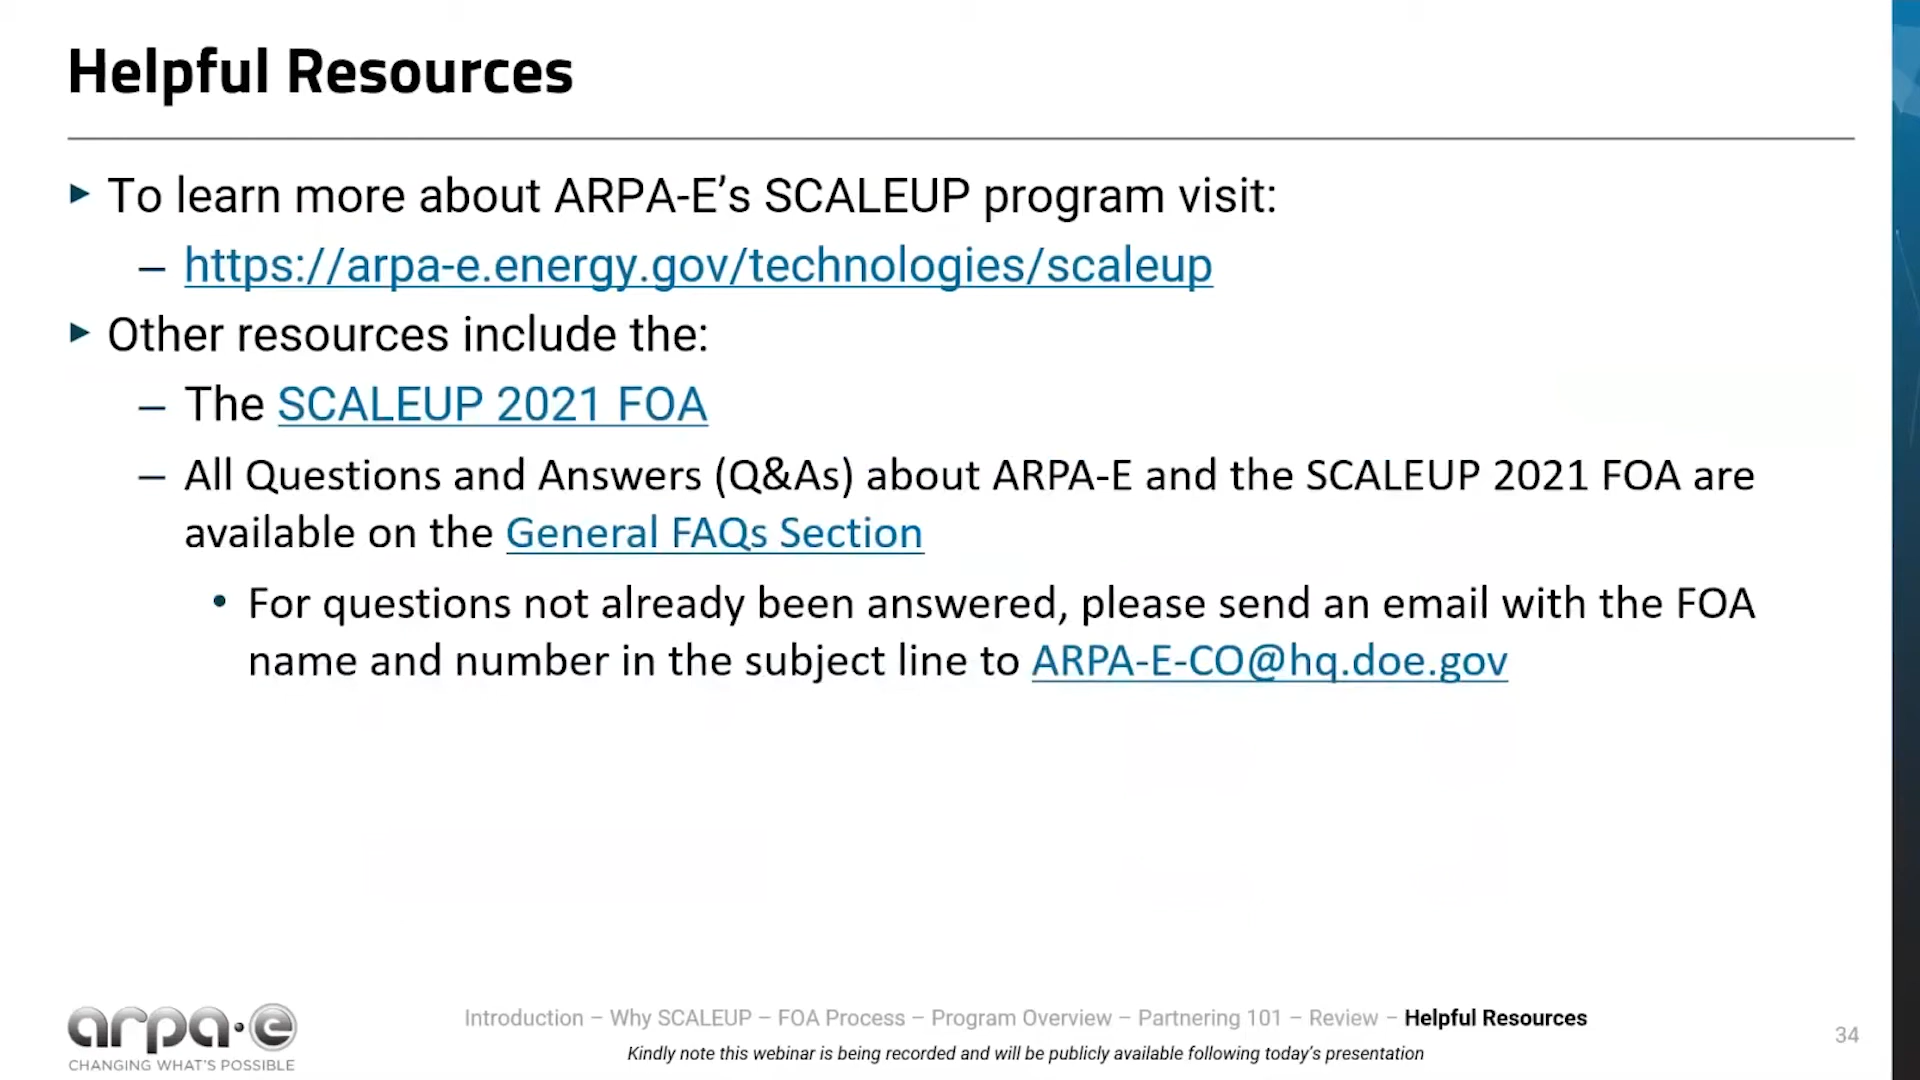 Helpful Resources
To learn more about ARPA-E’s SCALEUP program visit:
– https://arpa-e.energy.gov/technologies/scaleup
Other resources include the:
– The SCALEUP 2021 FOA
– All Questions and Answers (Q&As) about ARPA-E and the SCALEUP 2021 FOA are
available on the General FAQs Section
• For questions not already been answered, please send an email with the FOA
name and number in the subject line to ARPA-E-CO@hq.doe.gov
arpa·e
CHANGING WHAT’S POSSIBLE
Introduction – Why SCALEUP – FOA Process – Program Overview – Partnering 101 – Review – Helpful Resources
Kindly note this webinar is being recorded and will be publicly available following today’s presentation
34